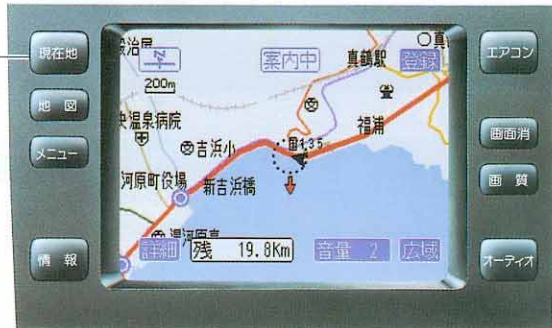 現在地
地図
メニュー
情報
エアコン
画面消
画質
オーディオ
案内中
真鶴駅
登録
200m
温泉病院
吉浜小
国135
福浦
河原町役場
新吉浜橋
詳細
残 19.8Km
音量 2
広域